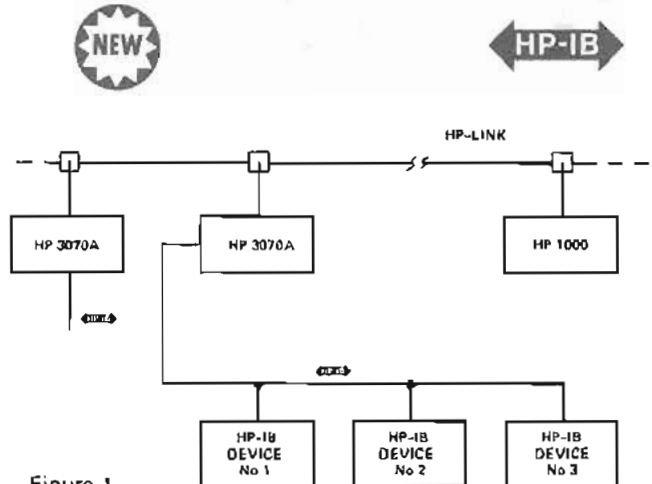 NEW
HP-IB
HP-LINK
HP 3070A
HP 3070A
HP 1000
HP-IB
DEVICE
No 1
HP-IB
DEVICE
No 2
HP-IB
DEVICE
No 3
Figure 1